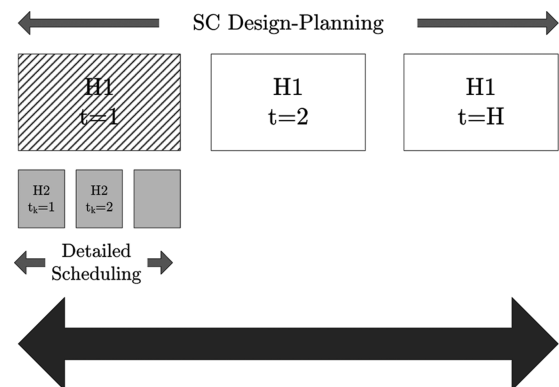 SC Design-Planning
H1
t=1
H1
t=2
H1
t=H
H2
tₖ=1
H2
tₖ=2
Detailed
Scheduling